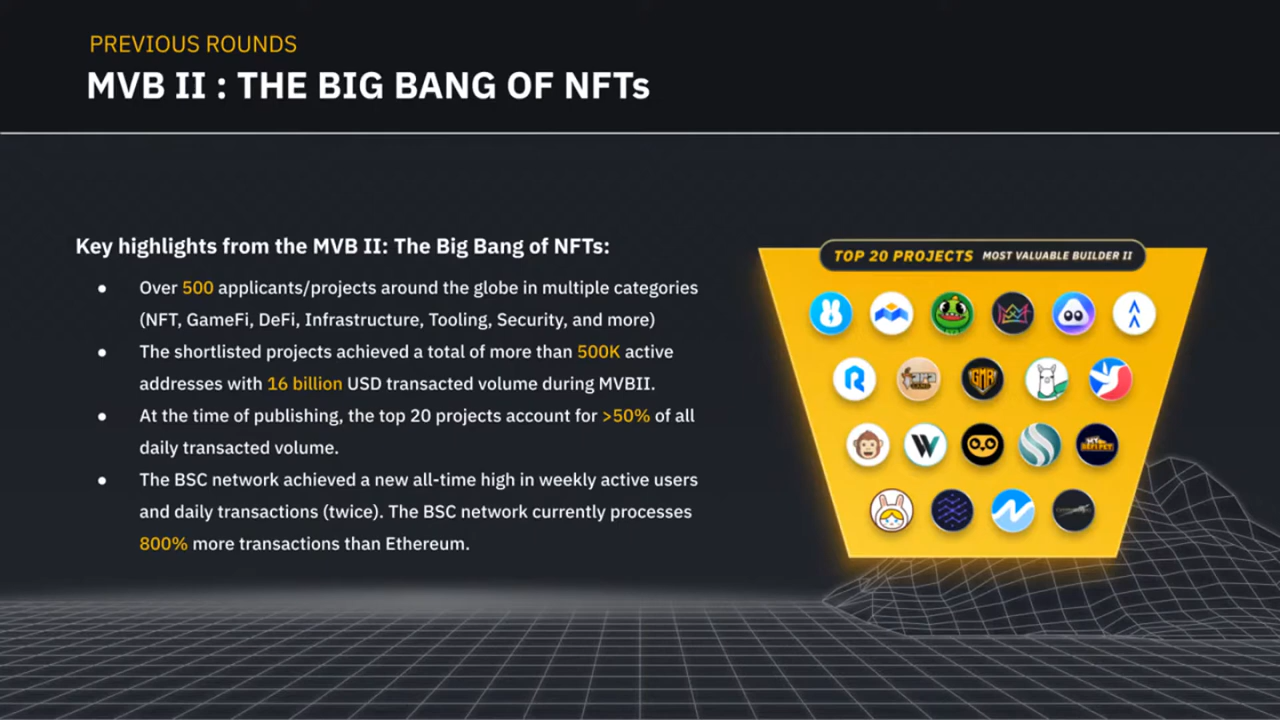 PREVIOUS ROUNDS
MVB II : THE BIG BANG OF NFTs
Key highlights from the MVB II: The Big Bang of NFTs:
● Over 500 applicants/projects around the globe in multiple categories
(NFT, GameFi, DeFi, Infrastructure, Tooling, Security, and more)
● The shortlisted projects achieved a total of more than 500K active
addresses with 16 billion USD transacted volume during MVBII.
● At the time of publishing, the top 20 projects account for >50% of all
daily transacted volume.
● The BSC network achieved a new all-time high in weekly active users
and daily transactions (twice). The BSC network currently processes
800% more transactions than Ethereum.
TOP 20 PROJECTS MOST VALUABLE BUILDER II
GMR
MY
DEFI PET